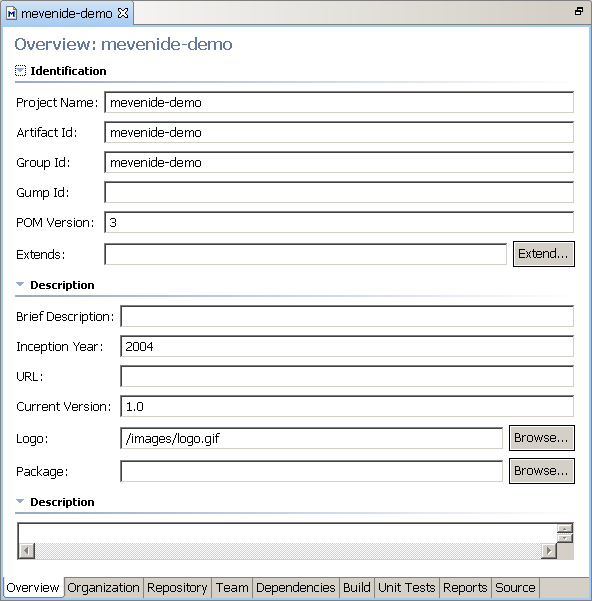 mevenide-demo
Overview: mevenide-demo
Identification
Project Name: mevenide-demo
Artifact Id: mevenide-demo
Group Id: mevenide-demo
Gump Id:
POM Version: 3
Extends: Extend...
Description
Brief Description:
Inception Year: 2004
URL:
Current Version: 1.0
Logo: /images/logo.gif Browse...
Package: Browse...
Description
Overview Organization Repository Team Dependencies Build Unit Tests Reports Source